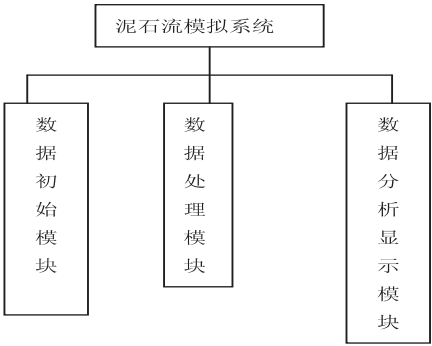 泥石流模拟系统
数据初始模块
数据处理模块
数据分析显示模块